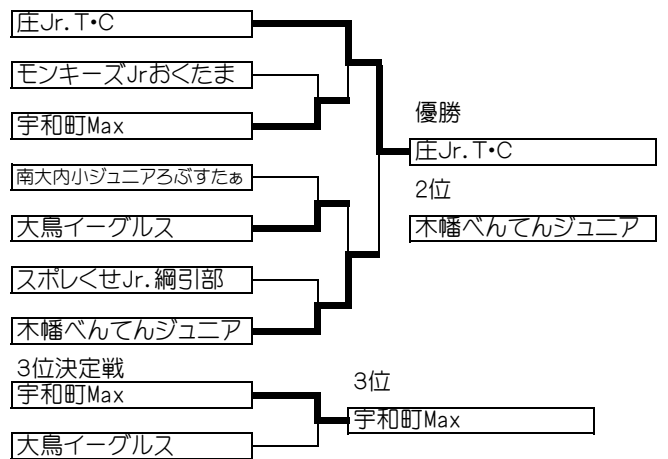 庄Jr.T・C
モンキーズJrおくたま
宇和町Max
南大内小ジュニアろぶすたぁ
大鳥イーグルス
スポレくせJr.綱引部
木幡べんてんジュニア
優勝
庄Jr.T・C
2位
木幡べんてんジュニア
3位決定戦
宇和町Max
大鳥イーグルス
3位
宇和町Max